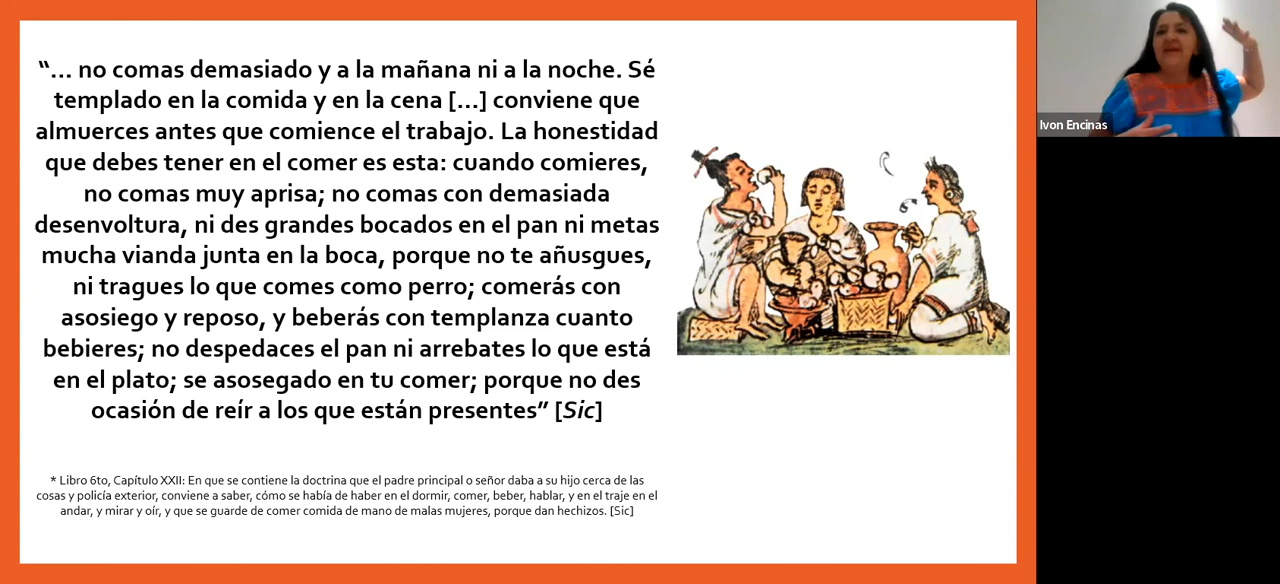 “... no comas demasiado y a la mañana ni a la noche. Sé
templado en la comida y en la cena [...] conviene que
almuerces antes que comience el trabajo. La honestidad
que debes tener en el comer es esta: cuando comieres,
no comas muy aprisa; no comas con demasiada
desenvoltura, ni des grandes bocados en el pan ni metas
mucha vianda junta en la boca, porque no te añusgues,
ni tragues lo que comes como perro; comerás con
asosiego y reposo, y beberás con templanza cuanto
bebieres; no despedaces el pan ni arrebates lo que está
en el plato; se asosegado en tu comer; porque no des
ocasión de reír a los que están presentes” [Sic]
* Libro 6to, Capítulo XXII: En que se contiene la doctrina que el padre principal o señor daba a su hijo cerca de las
cosas y policía exterior, conviene a saber, cómo se había de haber en el dormir, comer, beber, hablar, y en el traje en el
andar, y mirar y oír, y que se guarde de comer comida de mano de malas mujeres, porque dan hechizos. [Sic]
Ivon Encinas